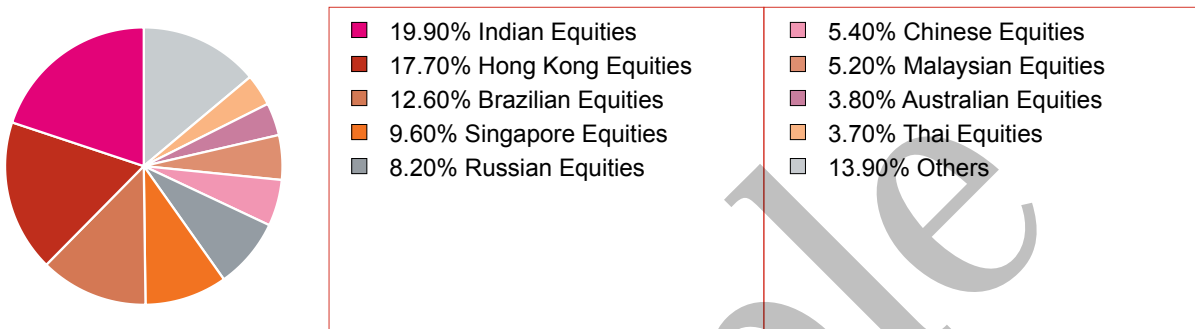 19.90% Indian Equities
17.70% Hong Kong Equities
12.60% Brazilian Equities
9.60% Singapore Equities
8.20% Russian Equities
5.40% Chinese Equities
5.20% Malaysian Equities
3.80% Australian Equities
3.70% Thai Equities
13.90% Others